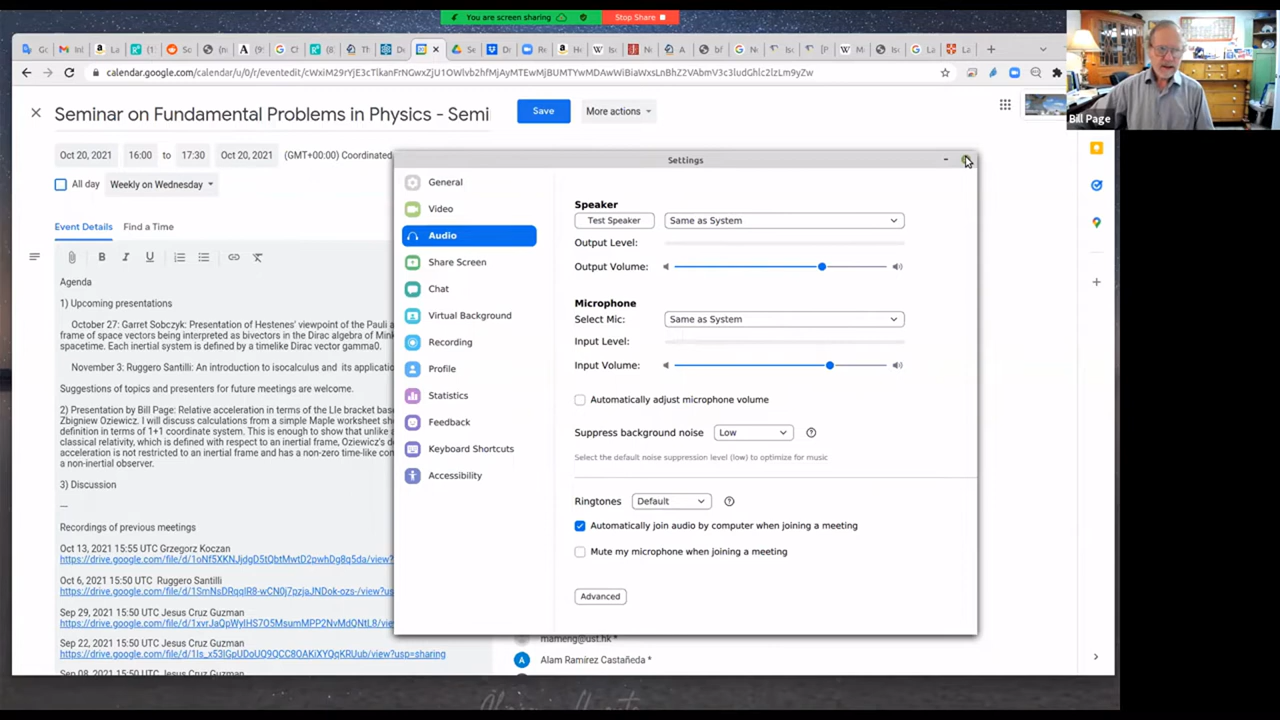 You are screen sharing
Stop Share
calendar.google.com/calendar/u/0/r/eventedit/
Bill Page
Seminar on Fundamental Problems in Physics - Semi
Save
More actions
Oct 20, 2021 16:00 to 17:30 Oct 20, 2021 (GMT+00:00) Coordinated
All day Weekly on Wednesday
Event Details Find a Time
Agenda
1) Upcoming presentations
October 27: Garret Sobczyk: Presentation of Hestenes' viewpoint of the Pauli a
frame of space vectors being interpreted as bivectors in the Dirac algebra of Mink
spacetime. Each inertial system is defined by a timelike Dirac vector gamma0.
November 3: Ruggero Santilli: An introduction to isocalculus and its applicatio
Suggestions of topics and presenters for future meetings are welcome.
2) Presentation by Bill Page: Relative acceleration in terms of the LIe bracket base
Zbigniew Oziewicz. I will discuss calculations from a simple Maple worksheet sh
definition in terms of 1+1 coordinate system. This is enough to show that unlike
classical relativity, which is defined with respect to an inertial frame, Oziewicz's d
acceleration is not restricted to an inertial frame and has a non-zero time-like con
a non-inertial observer.
3) Discussion
---
Recordings of previous meetings
Oct 13, 2021 15:55 UTC Grzegorz Koczan
Oct 6, 2021 15:50 UTC Ruggero Santilli
Sep 29, 2021 15:50 UTC Jesus Cruz Guzman
Sep 22, 2021 15:50 UTC Jesus Cruz Guzman
Settings
General
Video
Audio
Share Screen
Chat
Virtual Background
Recording
Profile
Statistics
Feedback
Keyboard Shortcuts
Accessibility
Speaker
Test Speaker Same as System
Output Level:
Output Volume:
Microphone
Select Mic: Same as System
Input Level:
Input Volume:
Automatically adjust microphone volume
Suppress background noise Low
Select the default noise suppression level (low) to optimize for music
Ringtones Default
Automatically join audio by computer when joining a meeting
Mute my microphone when joining a meeting
Advanced
mameng@ust.hk *
A Alam Ramírez Castañeda *